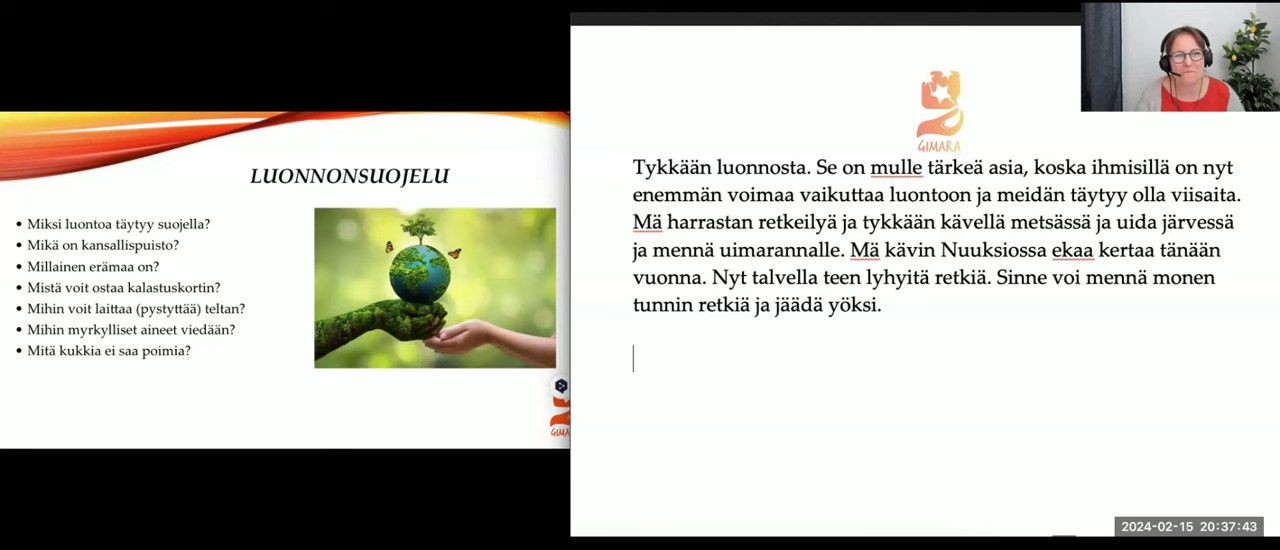 LUONNONSUOJELU
• Miksi luontoa täytyy suojella?
• Mikä on kansallispuisto?
• Millainen erämaa on?
• Mistä voit ostaa kalastuskortin?
• Mihin voit laittaa (pystyttää) teltan?
• Mihin myrkylliset aineet viedään?
• Mitä kukkia ei saa poimia?
GIMARA
Tykkään luonnosta. Se on mulle tärkeä asia, koska ihmisillä on nyt
enemmän voimaa vaikuttaa luontoon ja meidän täytyy olla viisaita.
Mä harrastan retkeilyä ja tykkään kävellä metsässä ja uida järvessä
ja mennä uimarannalle. Mä kävin Nuuksiossa ekaa kertaa tänään
vuonna. Nyt talvella teen lyhyitä retkiä. Sinne voi mennä monen
tunnin retkiä ja jäädä yöksi.
2024-02-15 20:37:43